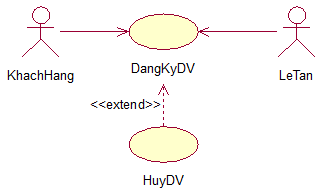 KhachHang
DangKyDV
LeTan
<<extend>>
HuyDV